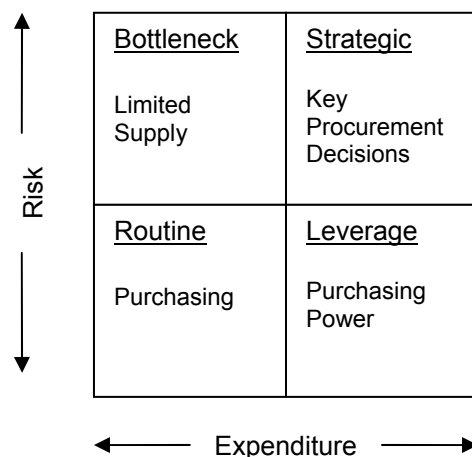 Bottleneck
Limited
Supply
Strategic
Key
Procurement
Decisions
Risk
Routine
Purchasing
Leverage
Purchasing
Power
Expenditure